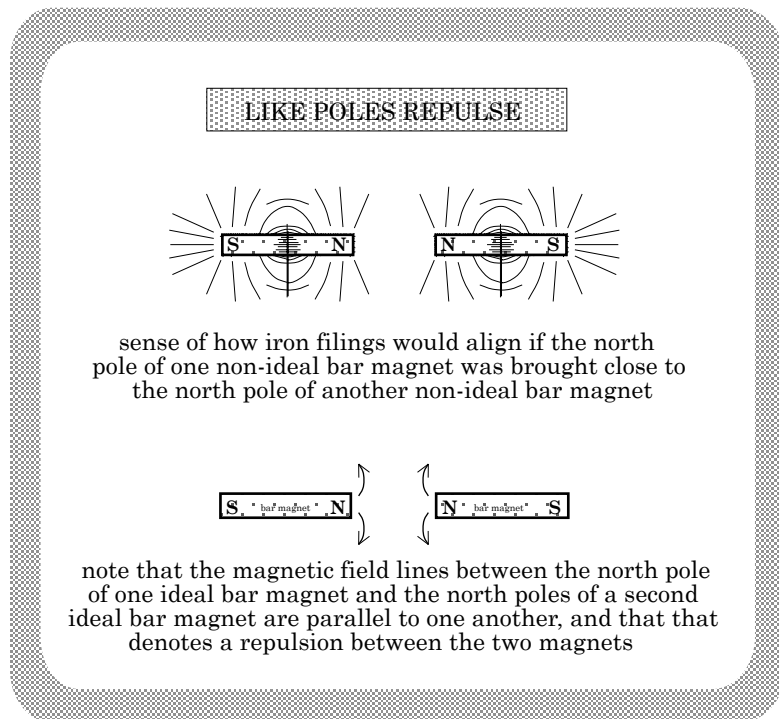 LIKE POLES REPULSE
S N N S
sense of how iron filings would align if the north
pole of one non-ideal bar magnet was brought close to
the north pole of another non-ideal bar magnet
S bar magnet N N bar magnet S
note that the magnetic field lines between the north pole
of one ideal bar magnet and the north poles of a second
ideal bar magnet are parallel to one another, and that that
denotes a repulsion between the two magnets